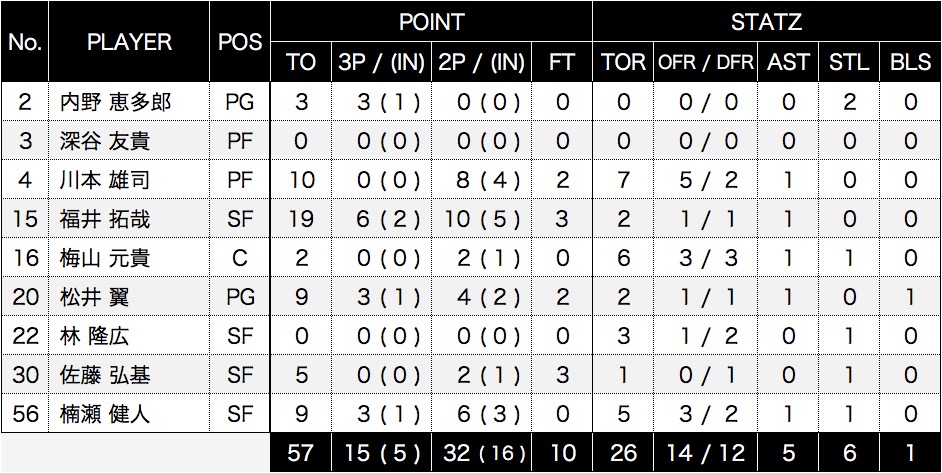 No. PLAYER POS POINT STATZ
TO 3P / (IN) 2P / (IN) FT TOR OFR / DFR AST STL BLS
2 内野 恵多郎 PG 3 3 ( 1 ) 0 ( 0 ) 0 0 0 / 0 0 2 0
3 深谷 友貴 PF 0 0 ( 0 ) 0 ( 0 ) 0 0 0 / 0 0 0 0
4 川本 雄司 PF 10 0 ( 0 ) 8 ( 4 ) 2 7 5 / 2 1 0 0
15 福井 拓哉 SF 19 6 ( 2 ) 10 ( 5 ) 3 2 1 / 1 1 0 0
16 梅山 元貴 C 2 0 ( 0 ) 2 ( 1 ) 0 6 3 / 3 1 1 0
20 松井 翼 PG 9 3 ( 1 ) 4 ( 2 ) 2 2 1 / 1 1 0 1
22 林 隆広 SF 0 0 ( 0 ) 0 ( 0 ) 0 3 1 / 2 0 1 0
30 佐藤 弘基 SF 5 0 ( 0 ) 2 ( 1 ) 3 1 0 / 1 0 1 0
56 楠瀬 健人 SF 9 3 ( 1 ) 6 ( 3 ) 0 5 3 / 2 1 1 0
57 15 ( 5 ) 32 ( 16 ) 10 26 14 / 12 5 6 1